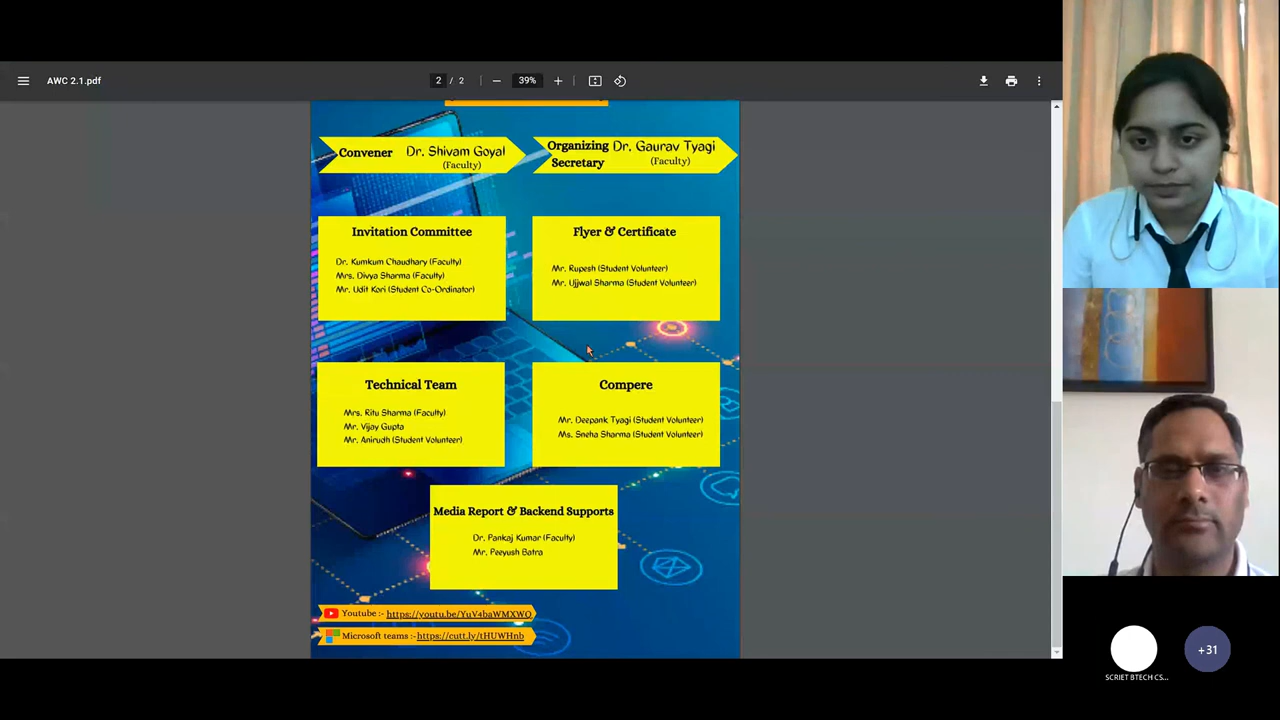 AWC 2.1.pdf
2 / 2
39%
Convener
Dr. Shivam Goyal
(Faculty)
Organizing
Secretary
Dr. Gaurav Tyagi
(Faculty)
Invitation Committee
Dr. Kumkum Chaudhary (Faculty)
Mrs. Divya Sharma (Faculty)
Mr. Udit Kori (Student Co-Ordinator)
Flyer & Certificate
Mr. Rupesh (Student Volunteer)
Mr. Ujjwal Sharma (Student Volunteer)
Technical Team
Mrs. Ritu Sharma (Faculty)
Mr. Vijay Gupta
Mr. Anirudh (Student Volunteer)
Compere
Mr. Deepank Tyagi (Student Volunteer)
Ms. Sneha Sharma (Student Volunteer)
Media Report & Backend Supports
Dr. Pankaj Kumar (Faculty)
Mr. Peeyush Batra
Youtube :- https://youtu.be/YuV4baWMXWQ
Microsoft teams :-https://cutt.ly/tHUWHnb
+31
SCRIET BTECH CS...